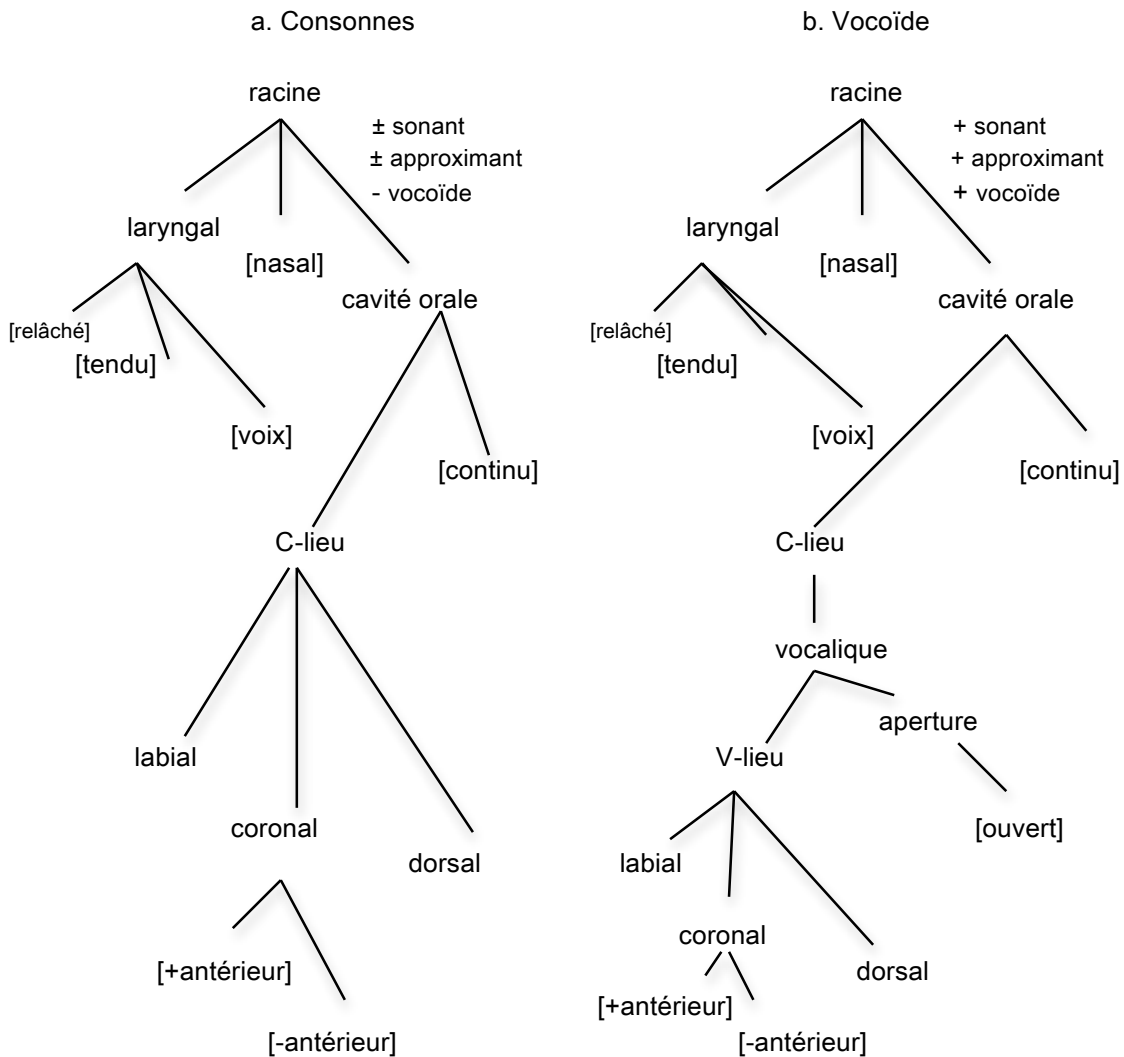 a. Consonnes
racine
± sonant
± approximant
- vocoïde
laryngal
[nasal]
cavité orale
[relâché]
[tendu]
[voix]
[continu]
C-lieu
labial
coronal
dorsal
[+antérieur]
[-antérieur]
b. Vocoïde
racine
+ sonant
+ approximant
+ vocoïde
laryngal
[nasal]
cavité orale
[relâché]
[tendu]
[voix]
[continu]
C-lieu
vocalique
aperture
V-lieu
[ouvert]
labial
coronal
dorsal
[+antérieur]
[-antérieur]